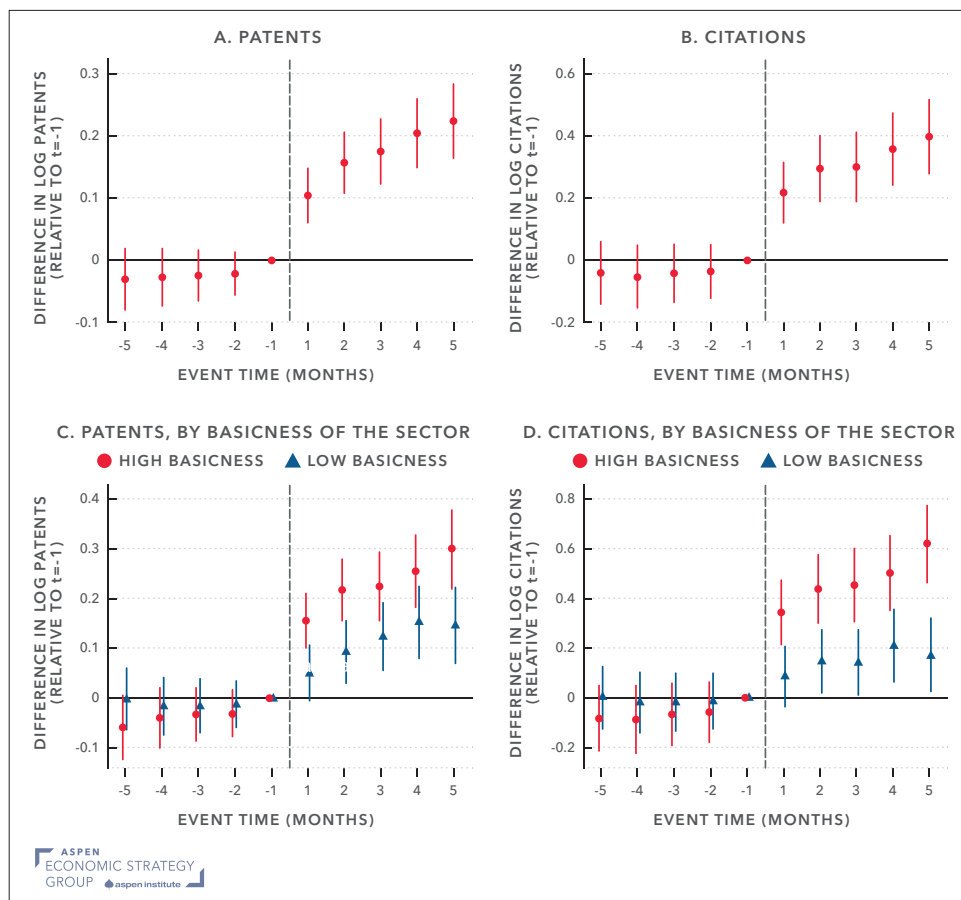 A. PATENTS
DIFFERENCE IN LOG PATENTS
(RELATIVE TO t=-1)
0.3
0.2
0.1
0
-0.1
-5 -4 -3 -2 -1 1 2 3 4 5
EVENT TIME (MONTHS)
B. CITATIONS
DIFFERENCE IN LOG CITATIONS
(RELATIVE TO t=-1)
0.6
0.4
0.2
0
-0.2
-5 -4 -3 -2 -1 1 2 3 4 5
EVENT TIME (MONTHS)
C. PATENTS, BY BASICNESS OF THE SECTOR
HIGH BASICNESS LOW BASICNESS
DIFFERENCE IN LOG PATENTS
(RELATIVE TO t=-1)
0.4
0.3
0.2
0.1
0
-0.1
-5 -4 -3 -2 -1 1 2 3 4 5
EVENT TIME (MONTHS)
D. CITATIONS, BY BASICNESS OF THE SECTOR
HIGH BASICNESS LOW BASICNESS
DIFFERENCE IN LOG CITATIONS
(RELATIVE TO t=-1)
0.8
0.6
0.4
0.2
0
-0.2
-5 -4 -3 -2 -1 1 2 3 4 5
EVENT TIME (MONTHS)
ASPEN
ECONOMIC STRATEGY
GROUP aspen institute